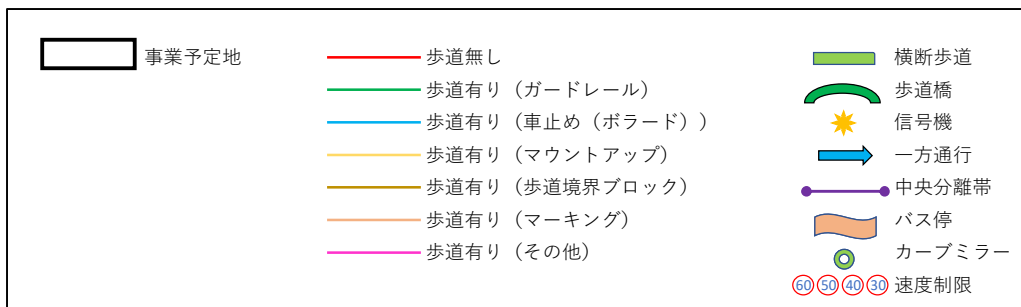 事業予定地
歩道無し
歩道有り（ガードレール）
歩道有り（車止め（ボラード））
歩道有り（マウントアップ）
歩道有り（歩道境界ブロック）
歩道有り（マーキング）
歩道有り（その他）
横断歩道
歩道橋
信号機
一方通行
中央分離帯
バス停
カーブミラー
60 50 40 30 速度制限